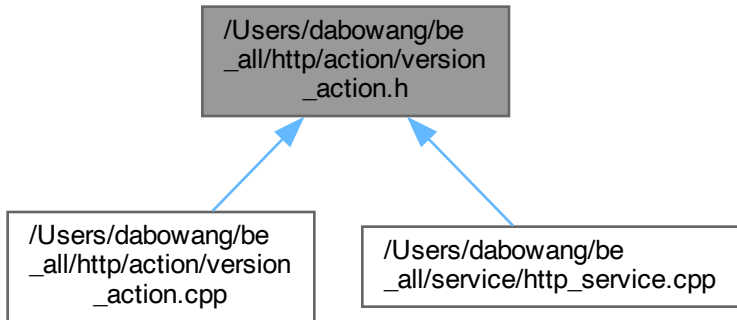 /Users/dabowang/be
_all/http/action/version
_action.h
/Users/dabowang/be
_all/http/action/version
_action.cpp
/Users/dabowang/be
_all/service/http_service.cpp